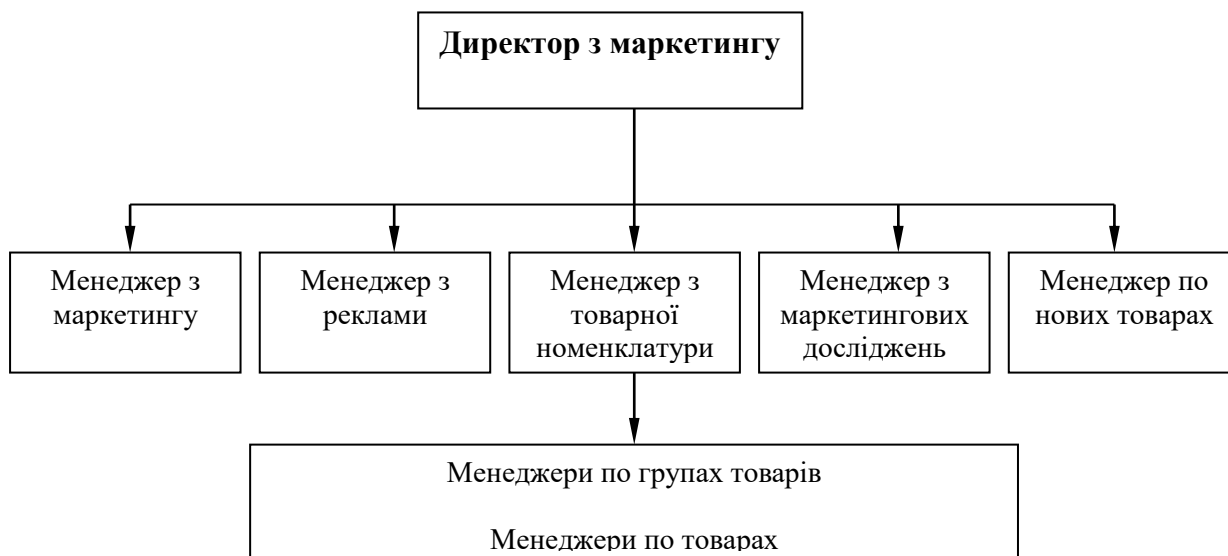 Директор з маркетингу
Менеджер з
маркетингу
Менеджер з
реклами
Менеджер з
товарної
номенклатури
Менеджер з
маркетингових
досліджень
Менеджер по
нових товарах
Менеджери по групах товарів
Менеджери по товарах